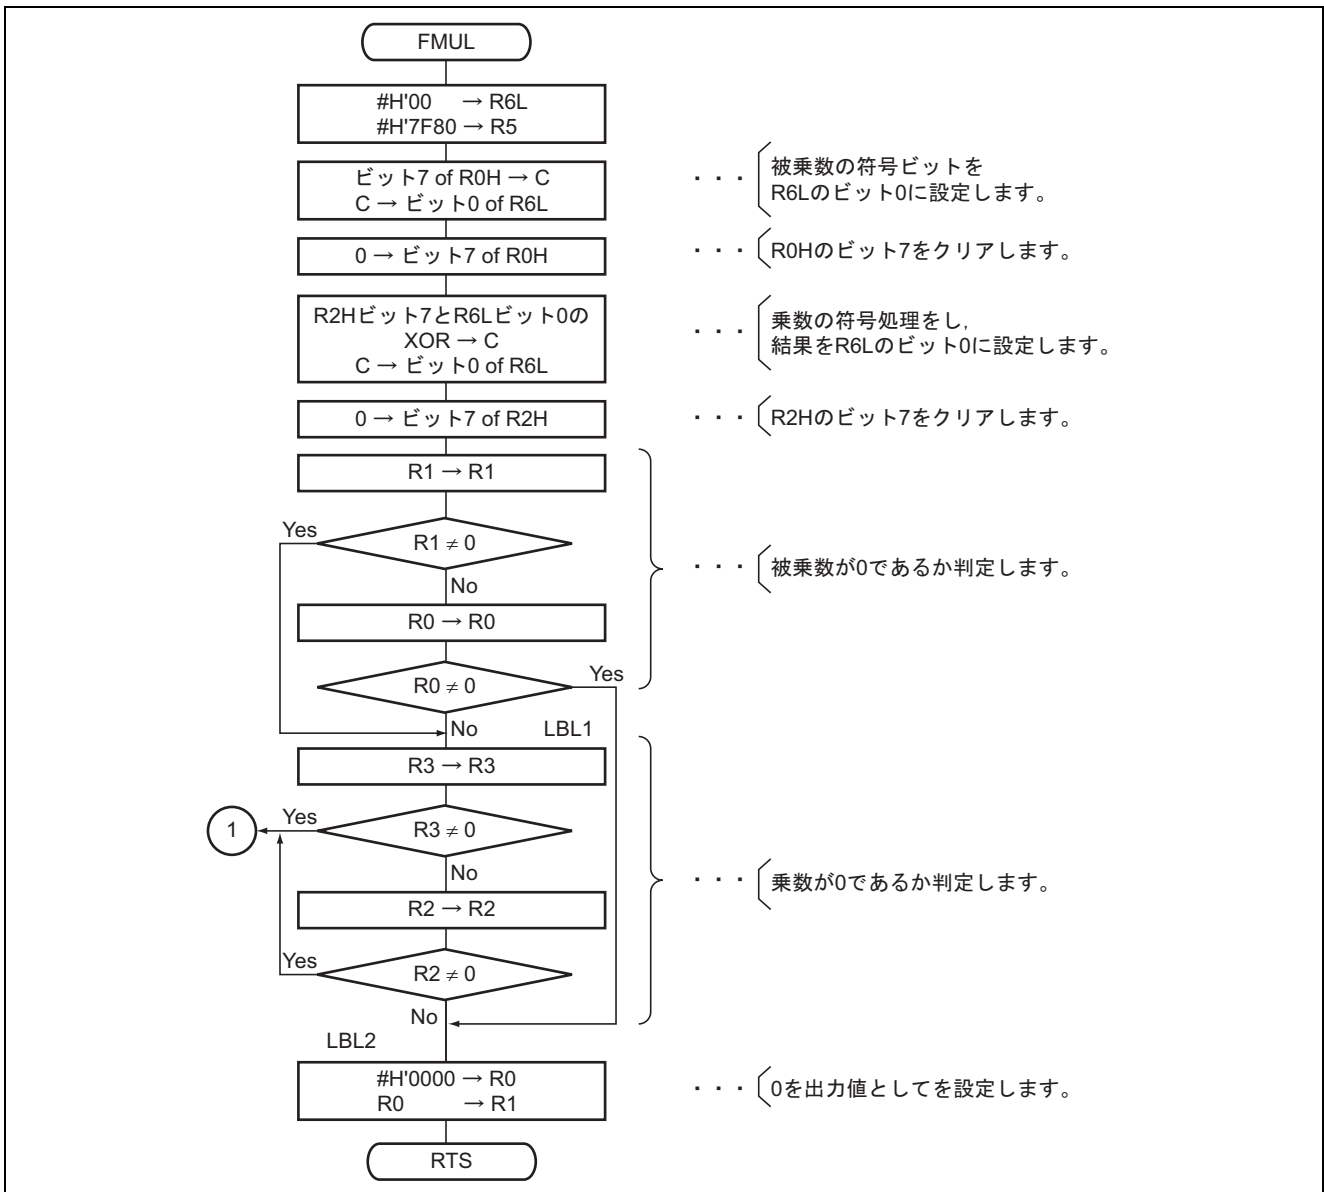 FMUL
#H'00 → R6L
#H'7F80 → R5
ビット7 of R0H → C
C → ビット0 of R6L
・・・ 被乗数の符号ビットを
R6Lのビット0に設定します。
0 → ビット7 of R0H
・・・ R0Hのビット7をクリアします。
R2Hビット7とR6Lビット0の
XOR → C
C → ビット0 of R6L
・・・ 乗数の符号処理をし,
結果をR6Lのビット0に設定します。
0 → ビット7 of R2H
・・・ R2Hのビット7をクリアします。
R1 → R1
Yes
R1 ≠ 0
No
・・・ 被乗数が0であるか判定します。
R0 → R0
R0 ≠ 0
Yes
No
LBL1
R3 → R3
1
Yes
R3 ≠ 0
No
・・・ 乗数が0であるか判定します。
R2 → R2
Yes
R2 ≠ 0
No
LBL2
#H'0000 → R0
R0 → R1
・・・ 0を出力値としてを設定します。
RTS